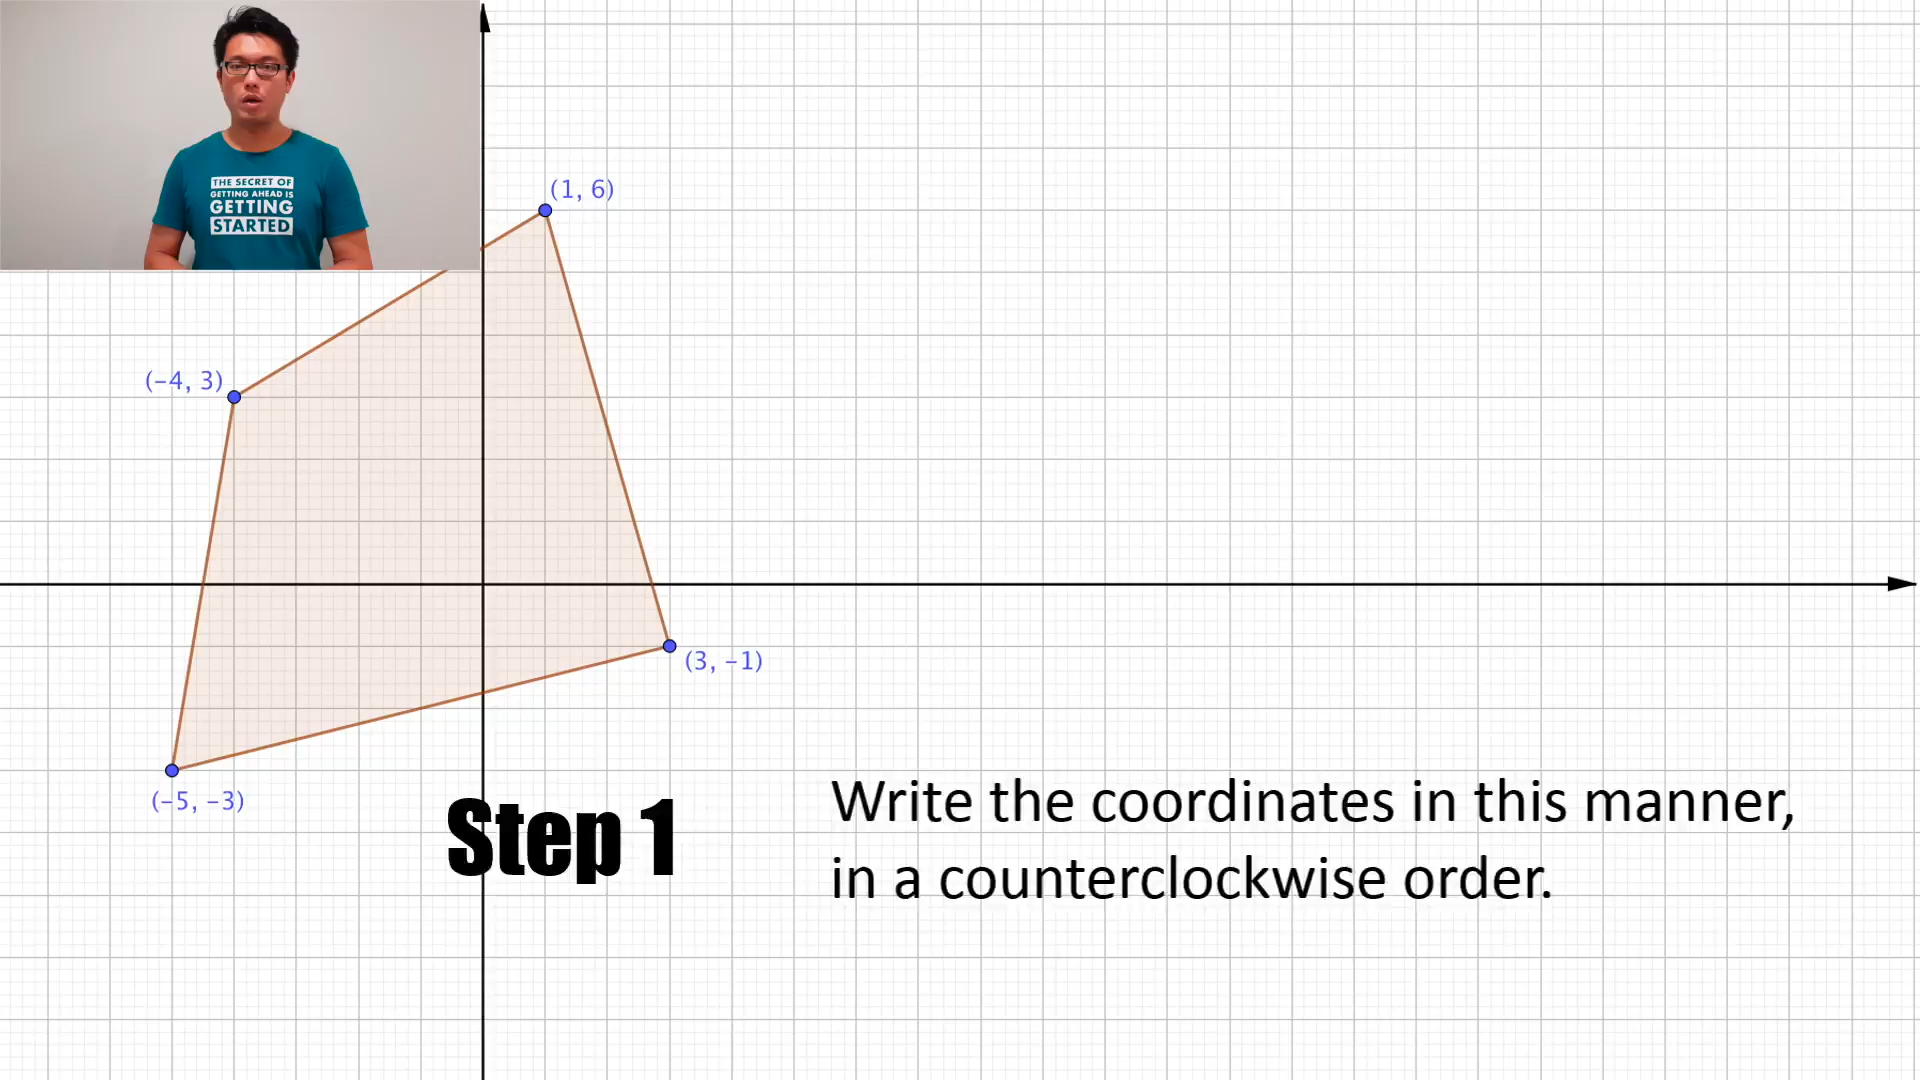 THE SECRET OF
GETTING AHEAD IS
GETTING
STARTED
(1, 6)
(−4, 3)
(3, −1)
(−5, −3)
Step 1
Write the coordinates in this manner,
in a counterclockwise order.